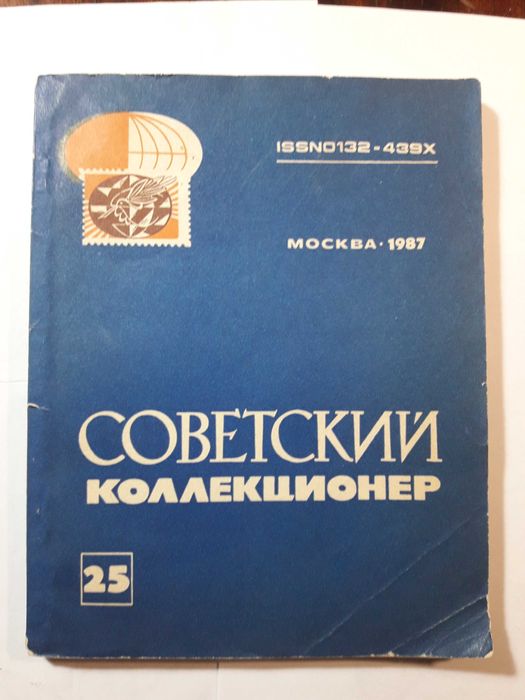 ISSN0132-439X
МОСКВА·1987
СОВЕТСКИЙ
КОЛЛЕКЦИОНЕР
25